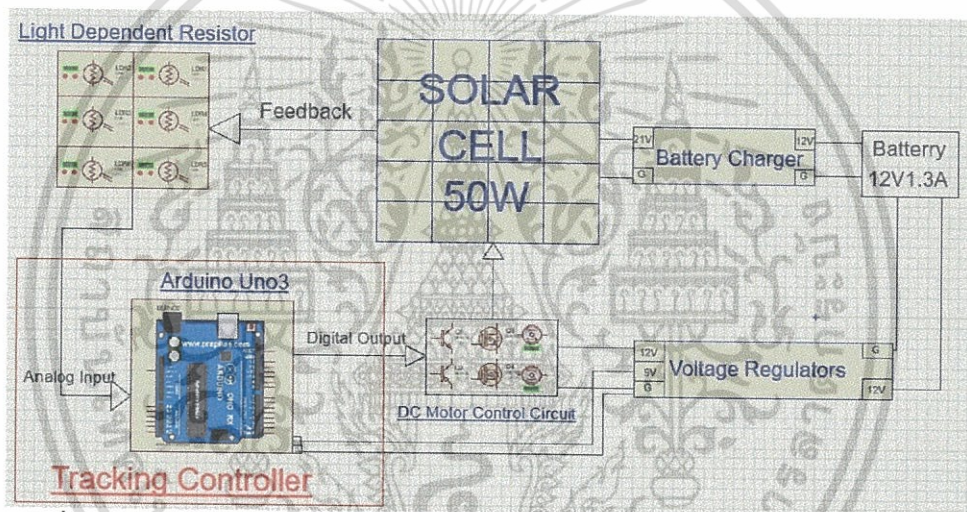 Light Dependent Resistor
Feedback
SOLAR
CELL
50W
21V
G
Battery Charger
12V
G
Batterry
12V1.3A
Arduino Uno3
Digital Output
Analog Input
DC Motor Control Circuit
12V
9V
G
Voltage Regulators
G
12V
Tracking Controller